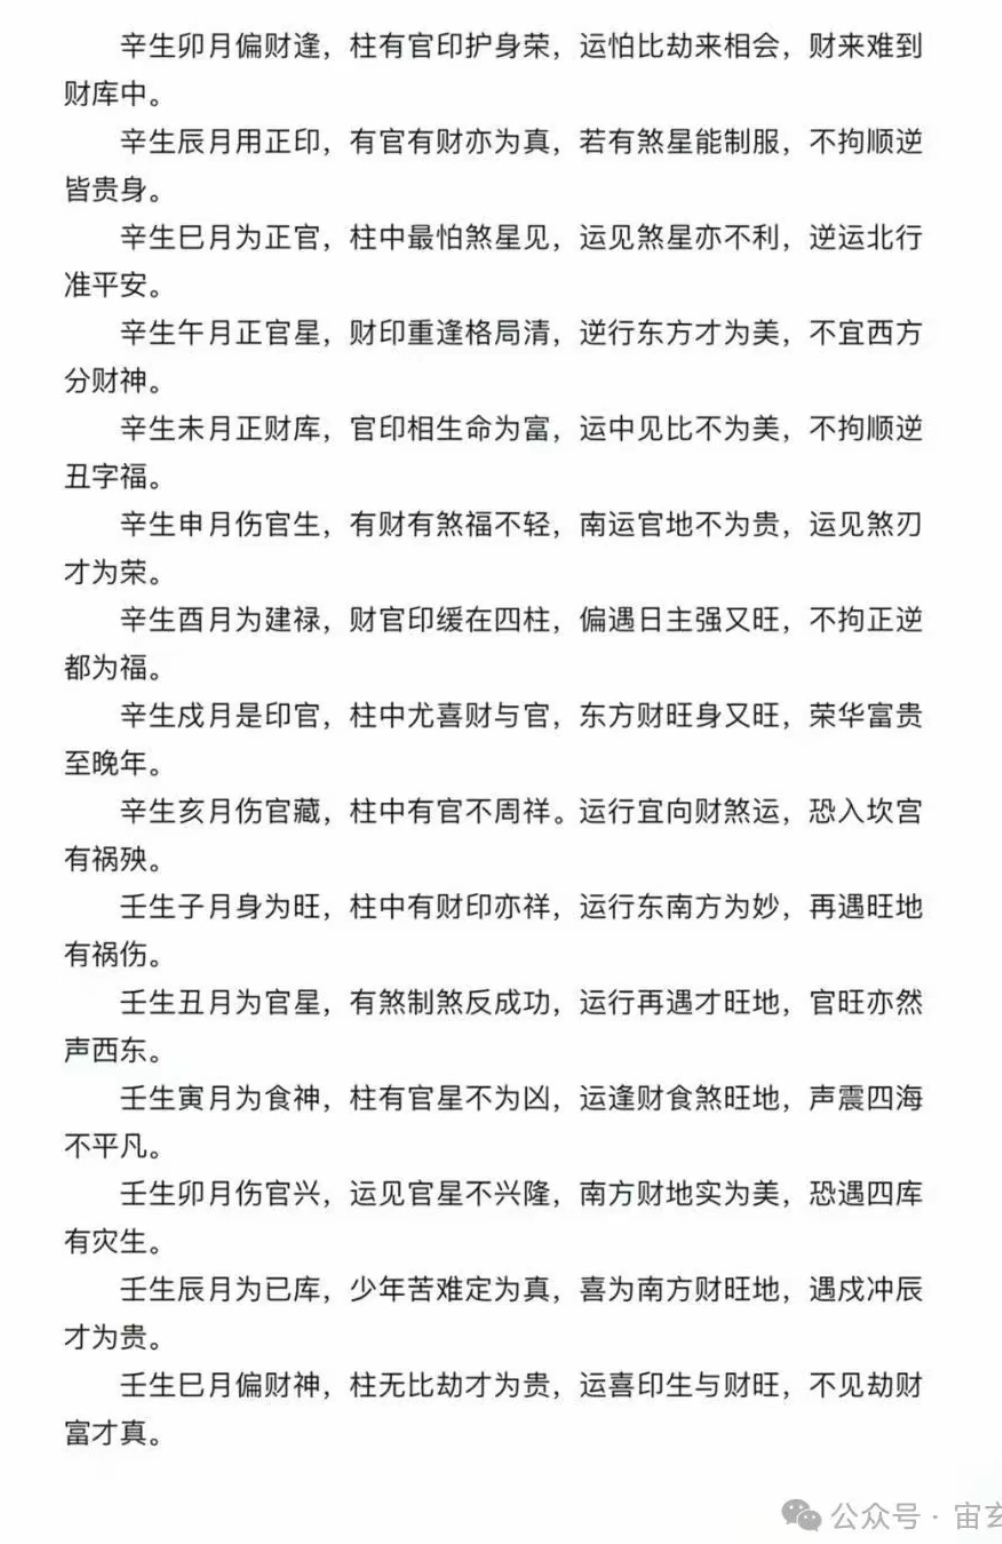 辛生卯月偏财逢，柱有官印护身荣，运怕比劫来相会，财来难到
财库中。
辛生辰月用正印，有官有财亦为真，若有煞星能制服，不拘顺逆
皆贵身。
辛生巳月为正官，柱中最怕煞星见，运见煞星亦不利，逆运北行
准平安。
辛生午月正官星，财印重逢格局清，逆行东方才为美，不宜西方
分财神。
辛生未月正财库，官印相生命为富，运中见比不为美，不拘顺逆
丑字福。
辛生申月伤官生，有财有煞福不轻，南运官地不为贵，运见煞刃
才为荣。
辛生酉月为建禄，财官印缓在四柱，偏遇日主强又旺，不拘正逆
都为福。
辛生戍月是印官，柱中尤喜财与官，东方财旺身又旺，荣华富贵
至晚年。
辛生亥月伤官藏，柱中有官不周祥。运行宜向财煞运，恐入坎宫
有祸殃。
壬生子月身为旺，柱中有财印亦祥，运行东南方为妙，再遇旺地
有祸伤。
壬生丑月为官星，有煞制煞反成功，运行再遇才旺地，官旺亦然
声西东。
壬生寅月为食神，柱有官星不为凶，运逢财食煞旺地，声震四海
不平凡。
壬生卯月伤官兴，运见官星不兴隆，南方财地实为美，恐遇四库
有灾生。
壬生辰月为已库，少年苦难定为真，喜为南方财旺地，遇戍冲辰
才为贵。
壬生巳月偏财神，柱无比劫才为贵，运喜印生与财旺，不见劫财
富才真。
公众号 · 宙玄